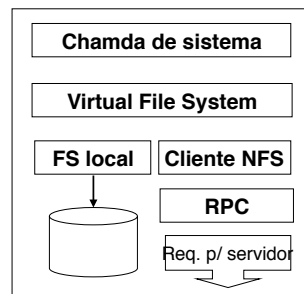 Chamda de sistema
Virtual File System
FS local
Cliente NFS
RPC
Req. p/ servidor